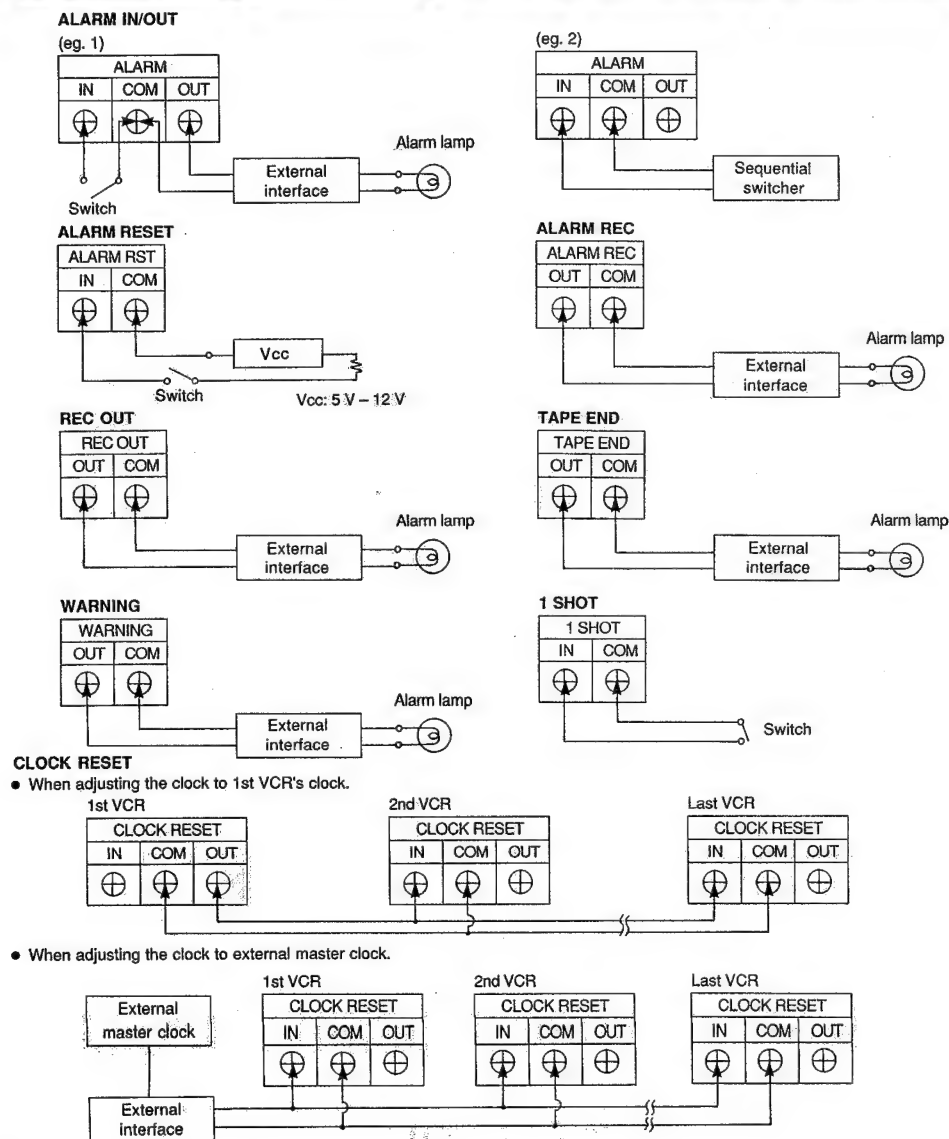 ALARM IN/OUT
(eg. 1)
ALARM
IN COM OUT
Switch
External
interface
Alarm lamp
(eg. 2)
ALARM
IN COM OUT
Sequential
switcher
ALARM RESET
ALARM RST
IN COM
Vcc
Switch
Vcc: 5 V – 12 V
ALARM REC
ALARM REC
OUT COM
External
interface
Alarm lamp
REC OUT
REC OUT
OUT COM
External
interface
Alarm lamp
TAPE END
TAPE END
OUT COM
External
interface
Alarm lamp
WARNING
WARNING
OUT COM
External
interface
Alarm lamp
1 SHOT
1 SHOT
IN COM
Switch
CLOCK RESET
● When adjusting the clock to 1st VCR's clock.
1st VCR
CLOCK RESET
IN COM OUT
2nd VCR
CLOCK RESET
IN COM OUT
Last VCR
CLOCK RESET
IN COM OUT
● When adjusting the clock to external master clock.
External
master clock
External
interface
1st VCR
CLOCK RESET
IN COM OUT
2nd VCR
CLOCK RESET
IN COM OUT
Last VCR
CLOCK RESET
IN COM OUT